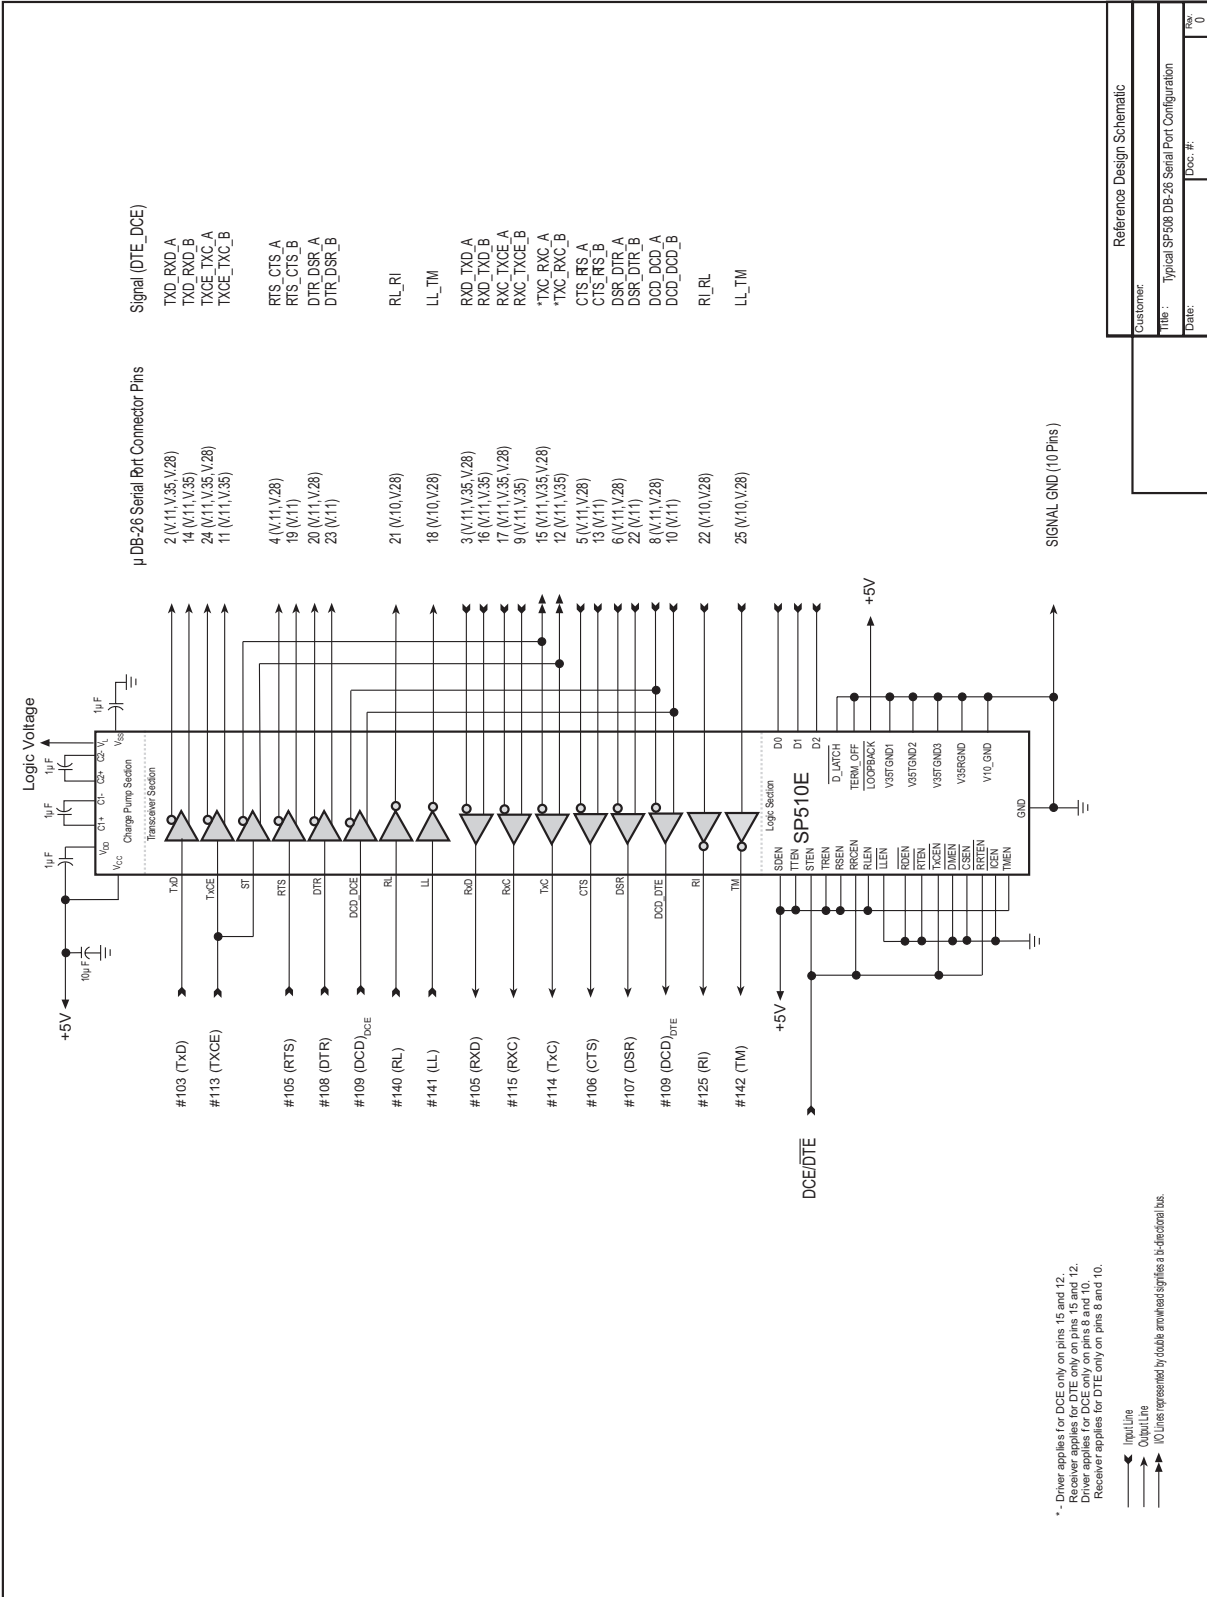 Logic Voltage
+5V
10µ F
1µ F
1µ F
1µ F
1µ F
VCC
VDD
C1+
C1-
C2+
C2-
VL
VSS
Charge Pump Section
Transceiver Section
µ DB-26 Serial Port Connector Pins
Signal (DTE_DCE)
#103 (TxD)
TxD
2 (V.11, V.35, V.28)
TXD_RXD_A
14 (V.11, V.35)
TXD_RXD_B
#113 (TXCE)
TxCE
24 (V.11, V.35, V.28)
TXCE_TXC_A
11 (V.11, V.35)
TXCE_TXC_B
ST
#105 (RTS)
RTS
4 (V.11, V.28)
RTS_CTS_A
19 (V.11)
RTS_CTS_B
#108 (DTR)
DTR
20 (V.11, V.28)
DTR_DSR_A
23 (V.11)
DTR_DSR_B
#109 (DCD)DCE
DCD_DCE
#140 (RL)
RL
21 (V.10, V.28)
RL_RI
#141 (LL)
LL
18 (V.10, V.28)
LL_TM
#105 (RXD)
RxD
3 (V.11, V.35, V.28)
RXD_TXD_A
16 (V.11, V.35)
RXD_TXD_B
#115 (RXC)
RxC
17 (V.11, V.35, V.28)
RXC_TXCE_A
9 (V.11, V.35)
RXC_TXCE_B
#114 (TxC)
TxC
15 (V.11, V.35, V.28)
*TXC_RXC_A
12 (V.11, V.35)
*TXC_RXC_B
#106 (CTS)
CTS
5 (V.11, V.28)
CTS_RTS_A
13 (V.11)
CTS_RTS_B
#107 (DSR)
DSR
6 (V.11, V.28)
DSR_DTR_A
22 (V.11)
DSR_DTR_B
#109 (DCD)DTE
DCD_DTE
8 (V.11, V.28)
DCD_DCD_A
10 (V.11)
DCD_DCD_B
#125 (RI)
RI
22 (V.10, V.28)
RI_RL
#142 (TM)
TM
25 (V.10, V.28)
LL_TM
Logic Section
SP510E
+5V
DCE/DTE
SDEN
TTEN
STEN
TREN
RSEN
RRCEN
RLEN
LLEN
RDEN
RTEN
TxCEN
DMEN
CSEN
RRTEN
ICEN
TMEN
D0
D1
D2
D_LATCH
TERM_OFF
LOOPBACK
V35TGND1
V35TGND2
V35TGND3
V35RGND
V10_GND
GND
+5V
SIGNAL GND (10 Pins )
* - Driver applies for DCE only on pins 15 and 12.
Receiver applies for DTE only on pins 15 and 12.
Driver applies for DCE only on pins 8 and 10.
Receiver applies for DTE only on pins 8 and 10.
Input Line
Output Line
I/O Lines represented by double arrowhead signifies a bi-directional bus.
Reference Design Schematic
Customer:
Title : Typical SP508 DB-26 Serial Port Configuration
Date:
Doc. #:
Rev.
0